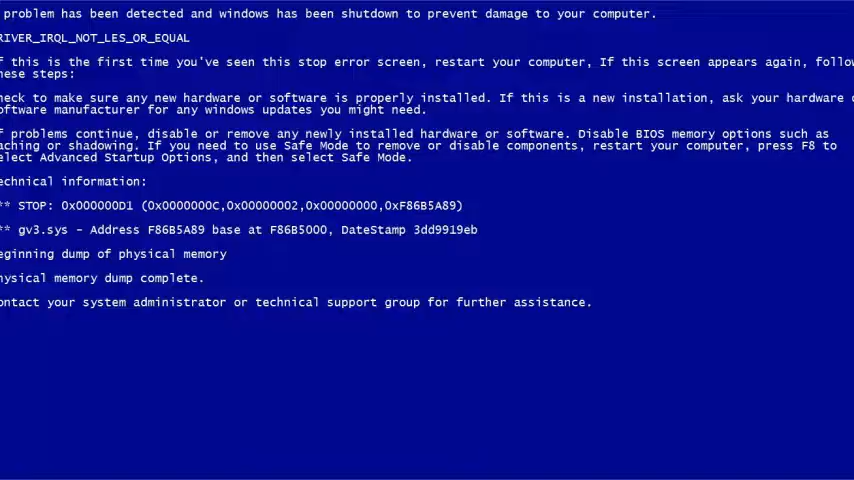 problem has been detected and windows has been shutdown to prevent damage to your computer.
RIVER_IRQL_NOT_LES_OR_EQUAL
f this is the first time you've seen this stop error screen, restart your computer, If this screen appears again, follow
hese steps:
heck to make sure any new hardware or software is properly installed. If this is a new installation, ask your hardware o
oftware manufacturer for any windows updates you might need.
f problems continue, disable or remove any newly installed hardware or software. Disable BIOS memory options such as
aching or shadowing. If you need to use Safe Mode to remove or disable components, restart your computer, press F8 to
elect Advanced Startup Options, and then select Safe Mode.
echnical information:
** STOP: 0x000000D1 (0x0000000C,0x00000002,0x00000000,0xF86B5A89)
** gv3.sys - Address F86B5A89 base at F86B5000, DateStamp 3dd9919eb
eginning dump of physical memory
hysical memory dump complete.
ontact your system administrator or technical support group for further assistance.